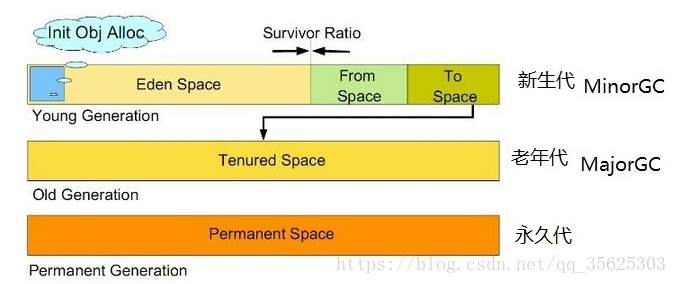 Init Obj Alloc
Survivor Ratio
Eden Space
From
Space
To
Space
新生代 MinorGC
Young Generation
Tenured Space
老年代 MajorGC
Old Generation
Permanent Space
永久代
Permanent Generation
https://blog.csdn.net/qq_35625303